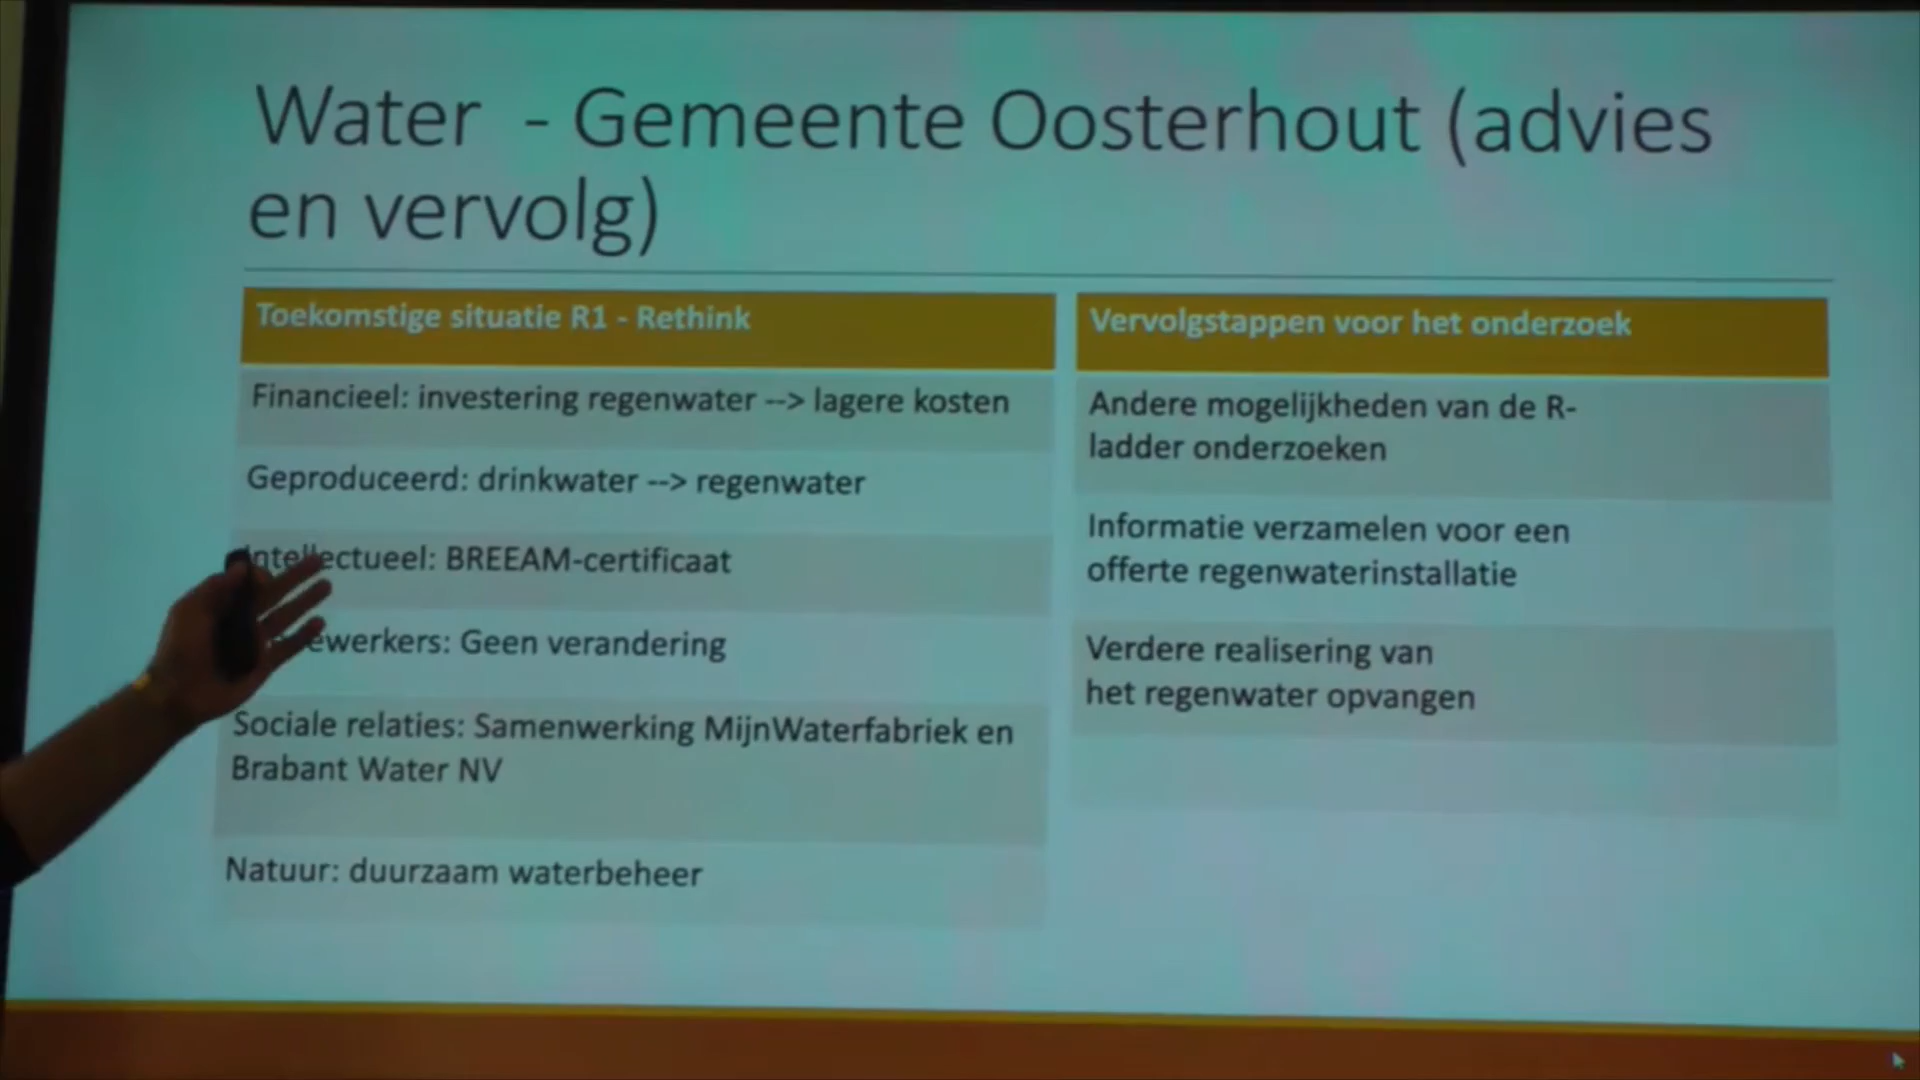 Water - Gemeente Oosterhout (advies
en vervolg)
Toekomstige situatie R1 - Rethink
Financieel: investering regenwater --> lagere kosten
Geproduceerd: drinkwater --> regenwater
Intellectueel: BREEAM-certificaat
ewerkers: Geen verandering
Sociale relaties: Samenwerking MijnWaterfabriek en
Brabant Water NV
Natuur: duurzaam waterbeheer
Vervolgstappen voor het onderzoek
Andere mogelijkheden van de R-
ladder onderzoeken
Informatie verzamelen voor een
offerte regenwaterinstallatie
Verdere realisering van
het regenwater opvangen